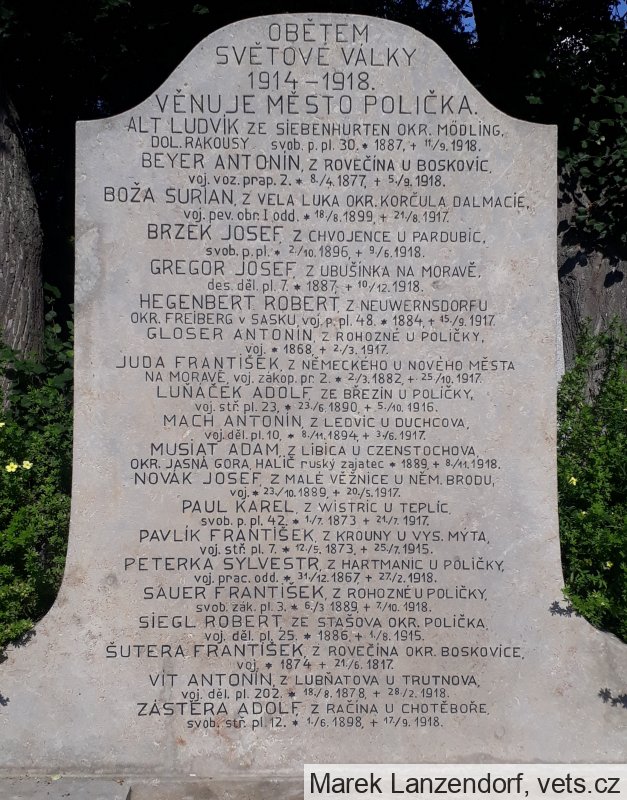 OBĚTEM
SVĚTOVÉ VÁLKY
1914-1918.
VĚNUJE MĚSTO POLIČKA.
ALT LUDVÍK ZE SIEBENHURTEN OKR. MÖDLING,
DOL. RAKOUSY svob. p. pl. 30. * 1887, + 11/9. 1918.
BEYER ANTONÍN, Z ROVEČÍNA U BOSKOVIC,
voj. voz. prap. 2. * 8./4. 1877, + 5./9. 1918.
BOŽA SURIAN, Z VELA LUKA OKR. KORČULA DALMACIE,
voj. pev. obr. I odd. * 18/8. 1899, + 21/8. 1917.
BRZEK JOSEF, Z CHVOJENCE U PARDUBIC,
svob. p. pl. * 2/10. 1896, + 9/6. 1918.
GREGOR JOSEF, Z UBUŠÍNKA NA MORAVĚ,
des. děl. pl. 7. * 1887, + 10/12. 1918.
HEGENBERT ROBERT, Z NEUWERNSDORFU
OKR. FREIBERG V SASKU, voj. p. pl. 48. * 1884, + 15./9. 1917.
GLOSER ANTONÍN, Z ROHOZNÉ U POLIČKY,
voj. * 1868, + 2/3. 1917.
JUDA FRANTIŠEK, Z NĚMECKÉHO U NOVÉHO MĚSTA
NA MORAVĚ, voj. zákop. pr. 2. * 2/3. 1882, + 25/10. 1917.
LUŇÁČEK ADOLF, ZE BŘEZIN U POLIČKY,
voj. stř. pl. 23, * 23/6. 1890, + 5/10. 1916.
MACH ANTONÍN, Z LEDVIC U DUCHCOVA,
voj. děl. pl. 10, * 8./11. 1894, + 3/6. 1917.
MUSIAT ADAM, Z LIBICA U CZENSTOCHOVA,
OKR. JASNÁ GORA, HALIČ ruský zajatec * 1889, + 8/11. 1918.
NOVÁK JOSEF, Z MALÉ VĚŽNICE U NĚM. BRODU,
voj. * 23./10. 1889, + 20/5. 1917.
PAUL KAREL, Z WISTRIC U TEPLIC,
svob. p. pl. 42. * 1./7. 1873 + 21./7. 1917.
PAVLÍK FRANTIŠEK, Z KROUNY U VYS. MÝTA,
voj. stř. pl. 7. * 12/5. 1873, + 25./7. 1915.
PETERKA SYLVESTR, Z HARTMANIC U POLIČKY,
voj. prac. odd. * 31/12. 1867 + 27/2. 1918.
SAUER FRANTIŠEK, Z ROHOZNÉ U POLIČKY,
svob. zák. pl. 3. * 6/3 1889, + 7/10. 1918.
SIEGL ROBERT, ZE STAŠOVA OKR. POLIČKA,
voj. děl. pl. 25. * 1886, + 1./8. 1915.
ŠUTERA FRANTIŠEK, Z ROVEČÍNA OKR. BOSKOVICE,
voj. * 1874 + 21./6. 1817.
VÍT ANTONÍN, Z LUBŇATOVA U TRUTNOVA,
voj. děl. pl. 202. * 18./8. 1878, + 28./2. 1918.
ZÁSTĚRA ADOLF, Z RAČÍNA U CHOTĚBOŘE,
svob. stř. pl. 12. * 1./6. 1898, + 17/9. 1918.
Marek Lanzendorf, vets.cz